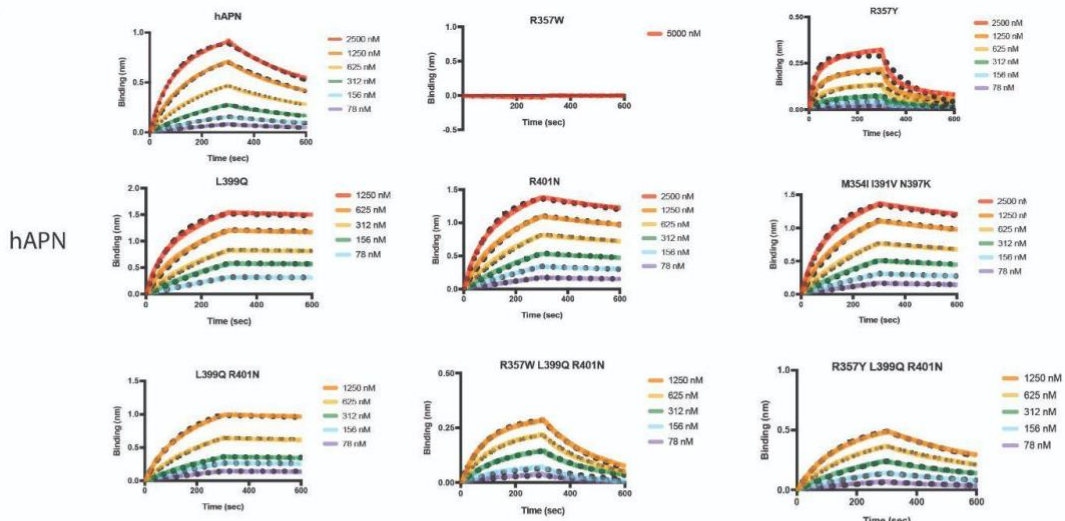 hAPN
Binding (nm)
1.0
0.5
0.0
0
200
400
600
Time (sec)
2500 nM
1250 nM
625 nM
312 nM
156 nM
78 nM
R357W
Binding (nm)
1.0
0.5
0.0
-0.5
200
400
600
Time (sec)
5000 nM
R357Y
Binding (nm)
0.50
0.25
0.00
0
200
400
600
Time (sec)
2500 nM
1250 nM
625 nM
312 nM
156 nM
78 nM
hAPN
L399Q
Binding (nm)
2.0
1.5
1.0
0.5
0.0
0
200
400
600
Time (sec)
1250 nM
625 nM
312 nM
156 nM
78 nM
R401N
Binding (nm)
1.5
1.0
0.5
0.0
0
200
400
600
Time (sec)
2500 nM
1250 nM
625 nM
312 nM
156 nM
78 nM
M354I I391V N397K
Binding (nm)
1.5
1.0
0.5
0.0
0
200
400
600
Time (sec)
2500 n
1250 n
625 nM
312 nM
156 nM
78 nM
L399Q R401N
Binding (nm)
1.5
1.0
0.5
0.0
0
200
400
600
Time (sec)
1250 nM
625 nM
312 nM
156 nM
78 nM
R357W L399Q R401N
Binding (nm)
0.50
0.25
0.00
0
200
400
600
Time (sec)
1250 nM
625 nM
312 nM
156 nM
78 nM
R357Y L399Q R401N
Binding (nm)
1.0
0.5
0.0
0
200
400
600
Time (sec)
1250 nM
625 nM
312 nM
156 nM
78 nM